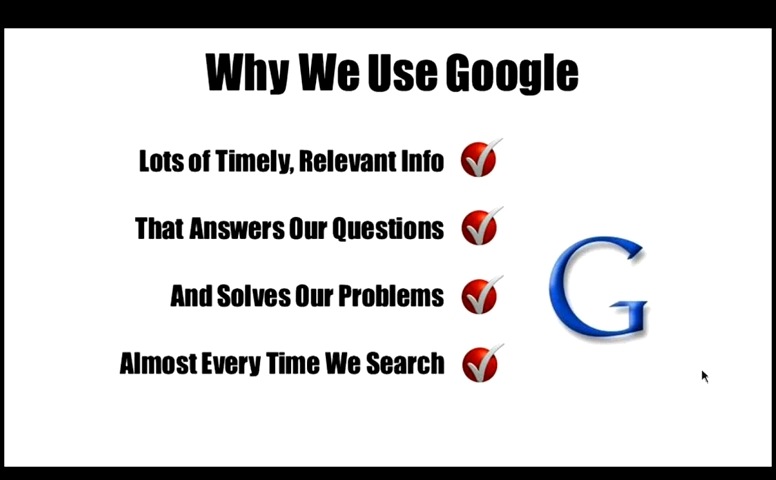 Why We Use Google
Lots of Timely, Relevant Info
That Answers Our Questions
And Solves Our Problems
Almost Every Time We Search
G